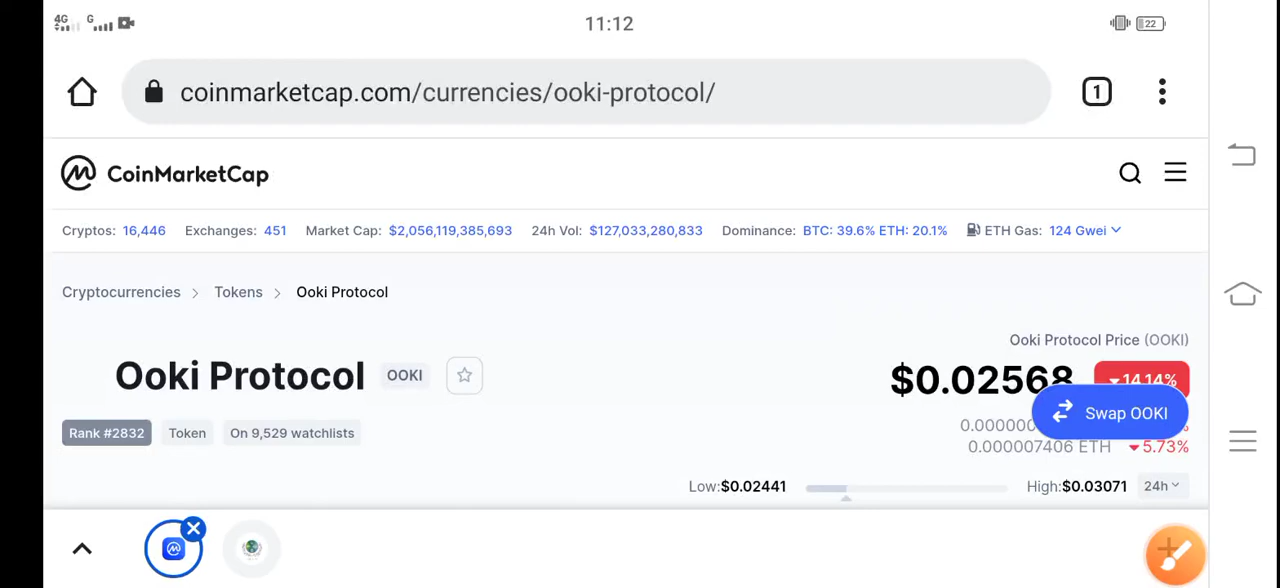 4G G 11:12 22
coinmarketcap.com/currencies/ooki-protocol/ 1
CoinMarketCap
Cryptos: 16,446 Exchanges: 451 Market Cap: $2,056,119,385,693 24h Vol: $127,033,280,833 Dominance: BTC: 39.6% ETH: 20.1% ETH Gas: 124 Gwei
Cryptocurrencies > Tokens > Ooki Protocol
Ooki Protocol Price (OOKI)
Ooki Protocol OOKI $0.02568 14.14%
Swap OOKI
Rank #2832 Token On 9,529 watchlists
0.000007406 ETH 5.73%
Low:$0.02441 High:$0.03071 24h